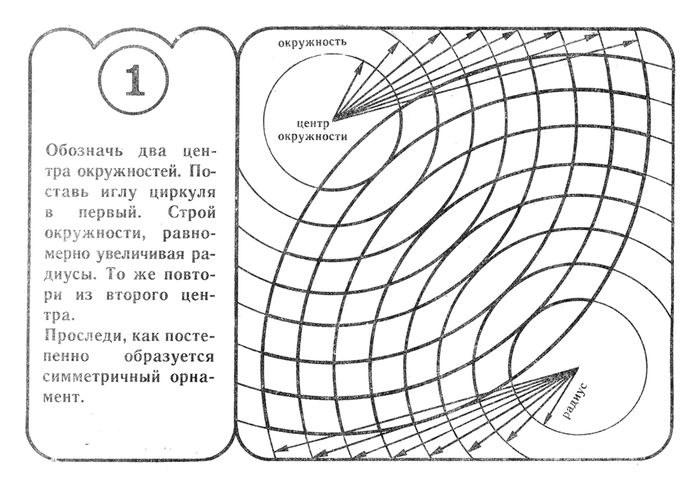 1
Обозначь два цен-
тра окружностей. По-
ставь иглу циркуля
в первый. Строй
окружности, равно-
мерно увеличивая ра-
диусы. То же повто-
ри из второго цен-
тра.
Проследи, как посте-
пенно образуется
симметричный орна-
мент.
окружность
центр
окружности
радиус